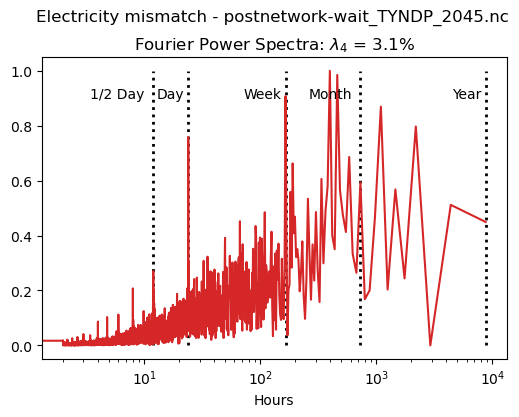 Electricity mismatch - postnetwork-wait_TYNDP_2045.nc
Fourier Power Spectra: λ₄ = 3.1%
1/2 Day Day Week Month Year
1.0
0.8
0.6
0.4
0.2
0.0
10¹ 10² 10³ 10⁴
Hours